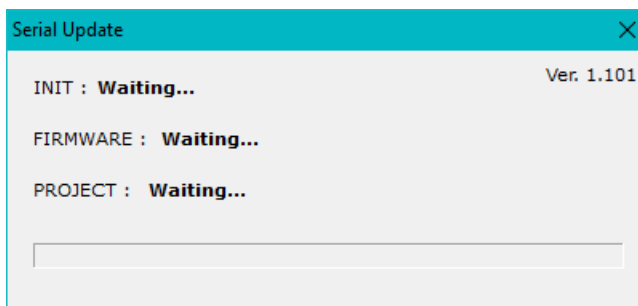 Serial Update
Ver. 1.101
INIT : Waiting...
FIRMWARE : Waiting...
PROJECT : Waiting...